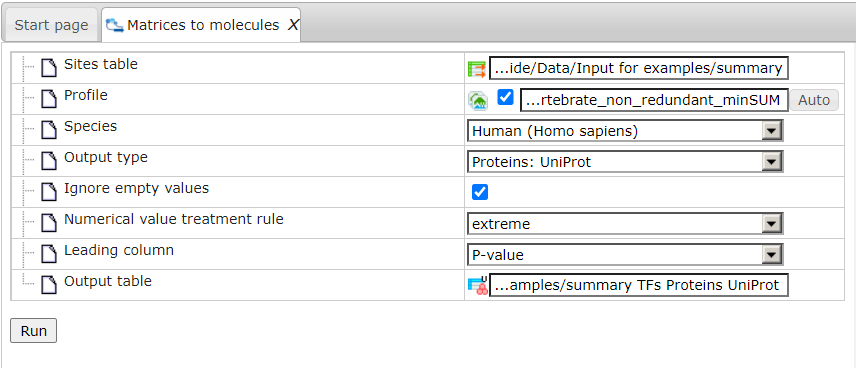 Start page Matrices to molecules X
Sites table ...ide/Data/Input for examples/summary
Profile ...rtebrate_non_redundant_minSUM Auto
Species Human (Homo sapiens)
Output type Proteins: UniProt
Ignore empty values
Numerical value treatment rule extreme
Leading column P-value
Output table ...amples/summary TFs Proteins UniProt
Run